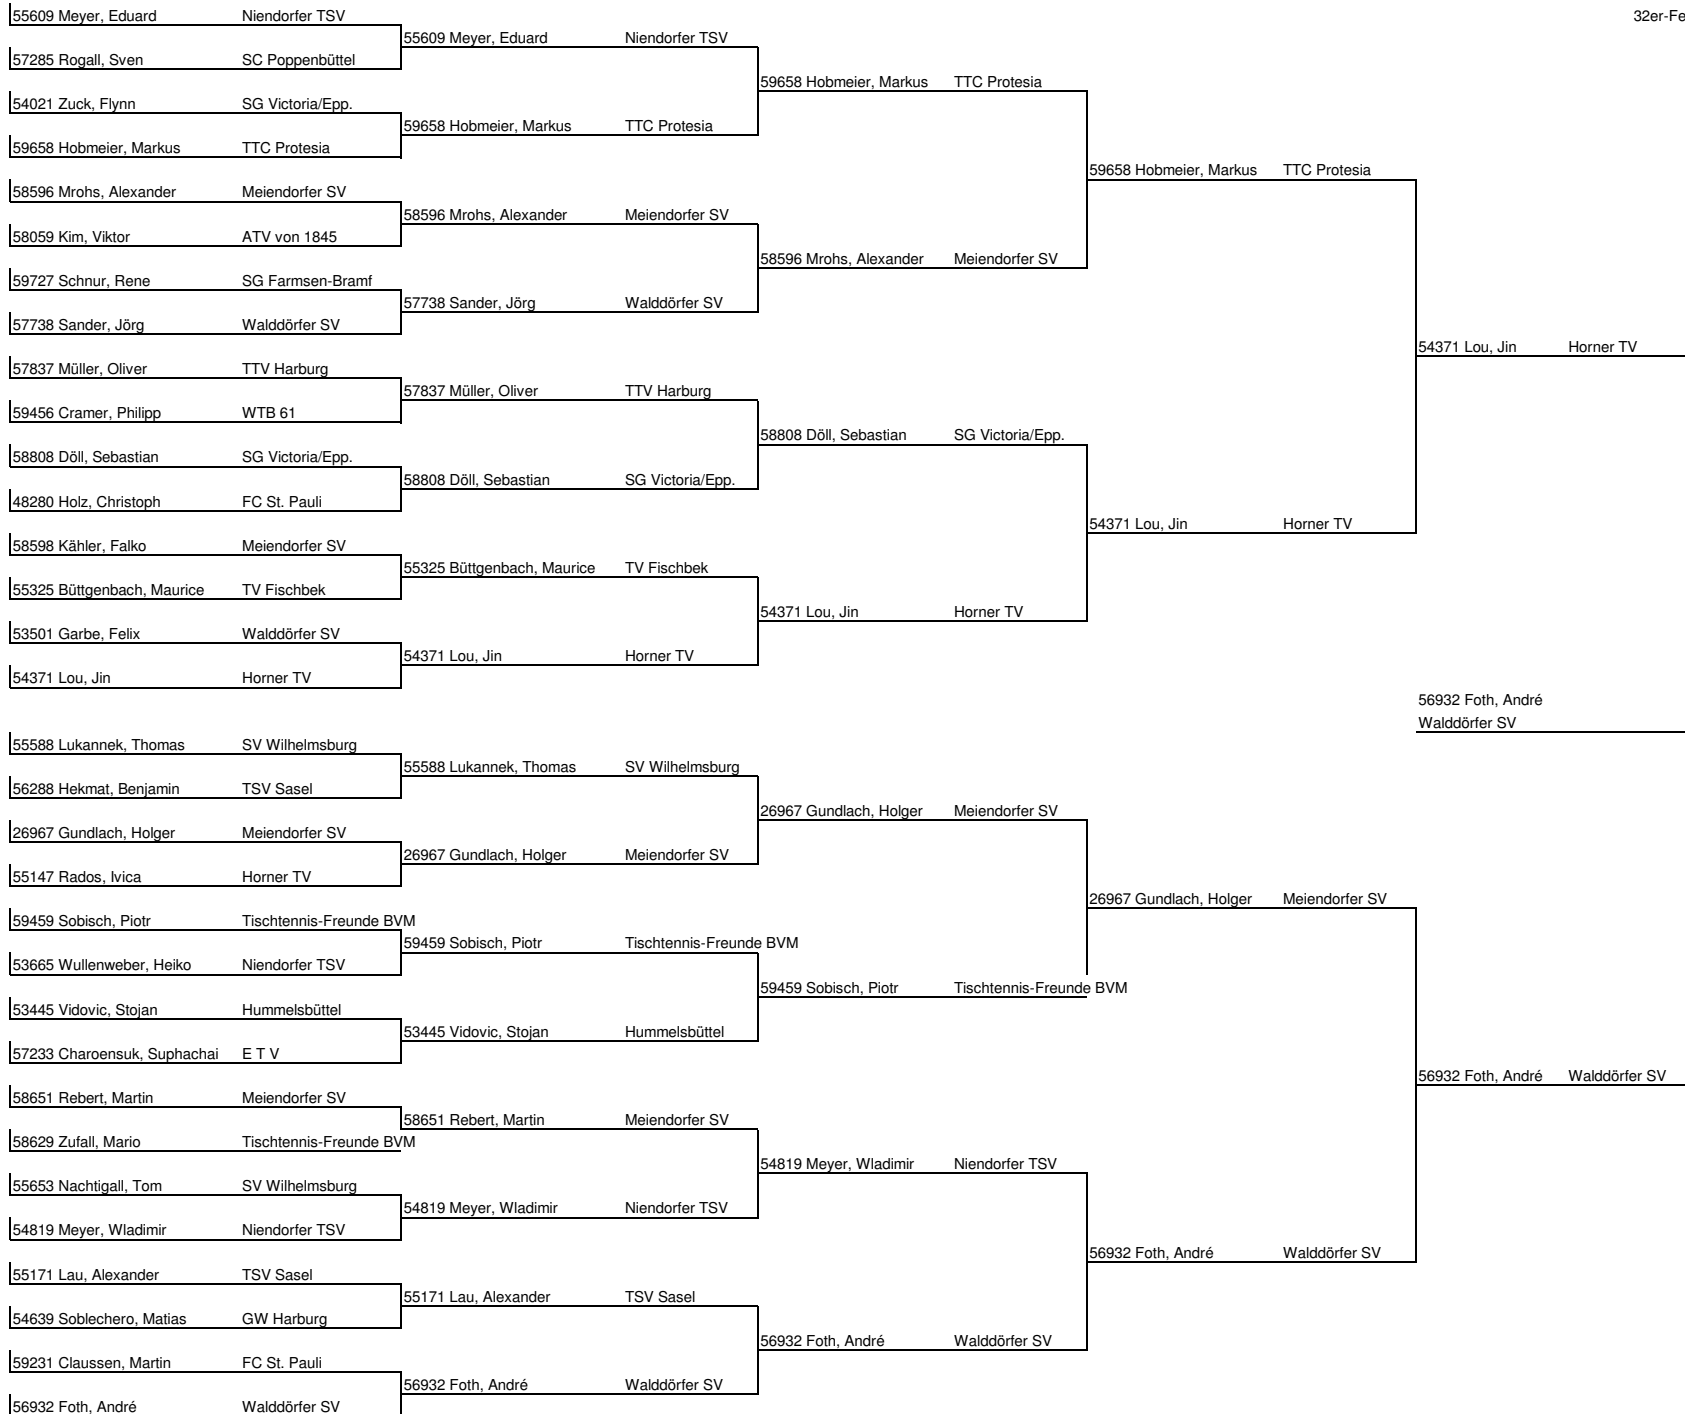 55609 Meyer, Eduard Niendorfer TSV 32er-Fe
55609 Meyer, Eduard Niendorfer TSV
57285 Rogall, Sven SC Poppenbüttel
59658 Hobmeier, Markus TTC Protesia
54021 Zuck, Flynn SG Victoria/Epp.
59658 Hobmeier, Markus TTC Protesia
59658 Hobmeier, Markus TTC Protesia
59658 Hobmeier, Markus TTC Protesia
58596 Mrohs, Alexander Meiendorfer SV
58596 Mrohs, Alexander Meiendorfer SV
58059 Kim, Viktor ATV von 1845
58596 Mrohs, Alexander Meiendorfer SV
59727 Schnur, Rene SG Farmsen-Bramf
57738 Sander, Jörg Walddörfer SV
57738 Sander, Jörg Walddörfer SV
54371 Lou, Jin Horner TV
57837 Müller, Oliver TTV Harburg
57837 Müller, Oliver TTV Harburg
59456 Cramer, Philipp WTB 61
58808 Döll, Sebastian SG Victoria/Epp.
58808 Döll, Sebastian SG Victoria/Epp.
58808 Döll, Sebastian SG Victoria/Epp.
48280 Holz, Christoph FC St. Pauli
54371 Lou, Jin Horner TV
58598 Kähler, Falko Meiendorfer SV
55325 Büttgenbach, Maurice TV Fischbek
55325 Büttgenbach, Maurice TV Fischbek
54371 Lou, Jin Horner TV
53501 Garbe, Felix Walddörfer SV
54371 Lou, Jin Horner TV
54371 Lou, Jin Horner TV
56932 Foth, André
Walddörfer SV
55588 Lukannek, Thomas SV Wilhelmsburg
55588 Lukannek, Thomas SV Wilhelmsburg
56288 Hekmat, Benjamin TSV Sasel
26967 Gundlach, Holger Meiendorfer SV
26967 Gundlach, Holger Meiendorfer SV
26967 Gundlach, Holger Meiendorfer SV
55147 Rados, Ivica Horner TV
26967 Gundlach, Holger Meiendorfer SV
59459 Sobisch, Piotr Tischtennis-Freunde BVM
59459 Sobisch, Piotr Tischtennis-Freunde BVM
53665 Wullenweber, Heiko Niendorfer TSV
59459 Sobisch, Piotr Tischtennis-Freunde BVM
53445 Vidovic, Stojan Hummelsbüttel
53445 Vidovic, Stojan Hummelsbüttel
57233 Charoensuk, Suphachai E T V
56932 Foth, André Walddörfer SV
58651 Rebert, Martin Meiendorfer SV
58651 Rebert, Martin Meiendorfer SV
58629 Zufall, Mario Tischtennis-Freunde BVM
54819 Meyer, Wladimir Niendorfer TSV
55653 Nachtigall, Tom SV Wilhelmsburg
54819 Meyer, Wladimir Niendorfer TSV
54819 Meyer, Wladimir Niendorfer TSV
56932 Foth, André Walddörfer SV
55171 Lau, Alexander TSV Sasel
55171 Lau, Alexander TSV Sasel
54639 Soblechero, Matias GW Harburg
56932 Foth, André Walddörfer SV
59231 Claussen, Martin FC St. Pauli
56932 Foth, André Walddörfer SV
56932 Foth, André Walddörfer SV